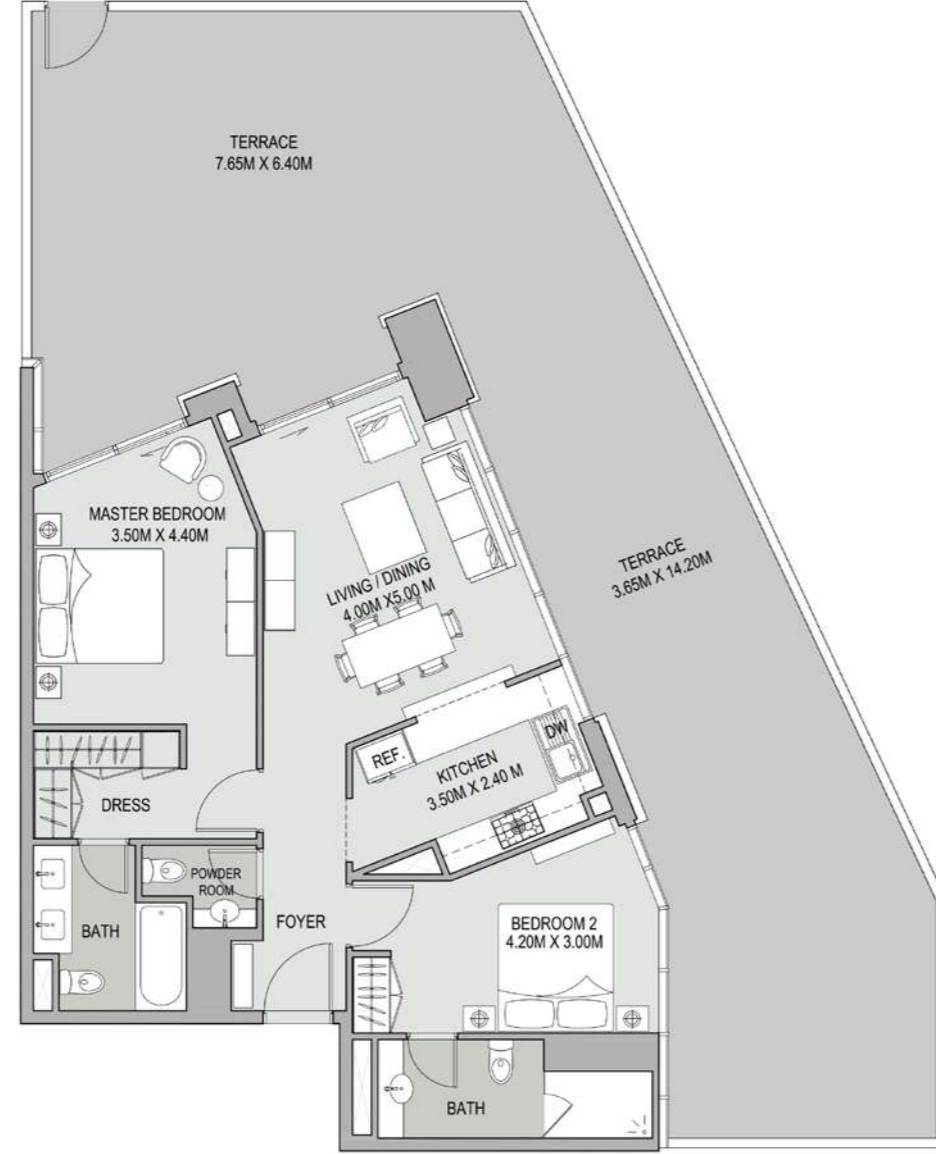 TERRACE
7.65M X 6.40M
MASTER BEDROOM
3.50M X 4.40M
LIVING / DINING
4.00M X5.00 M
TERRACE
3.65M X 14.20M
REF.
KITCHEN
3.50M X 2.40 M
DW
DRESS
POWDER
ROOM
BATH
FOYER
BEDROOM 2
4.20M X 3.00M
BATH